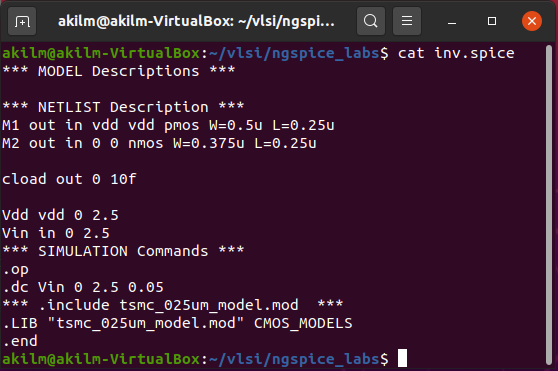 akilm@akilm-VirtualBox: ~/vlsi/ngspi...
akilm@akilm-VirtualBox:~/vlsi/ngspice_labs$ cat inv.spice
*** MODEL Descriptions ***
*** NETLIST Description ***
M1 out in vdd vdd pmos W=0.5u L=0.25u
M2 out in 0 0 nmos W=0.375u L=0.25u
cload out 0 10f
Vdd vdd 0 2.5
Vin in 0 2.5
*** SIMULATION Commands ***
.op
.dc Vin 0 2.5 0.05
*** .include tsmc_025um_model.mod  ***
.LIB "tsmc_025um_model.mod" CMOS_MODELS
.end
akilm@akilm-VirtualBox:~/vlsi/ngspice_labs$